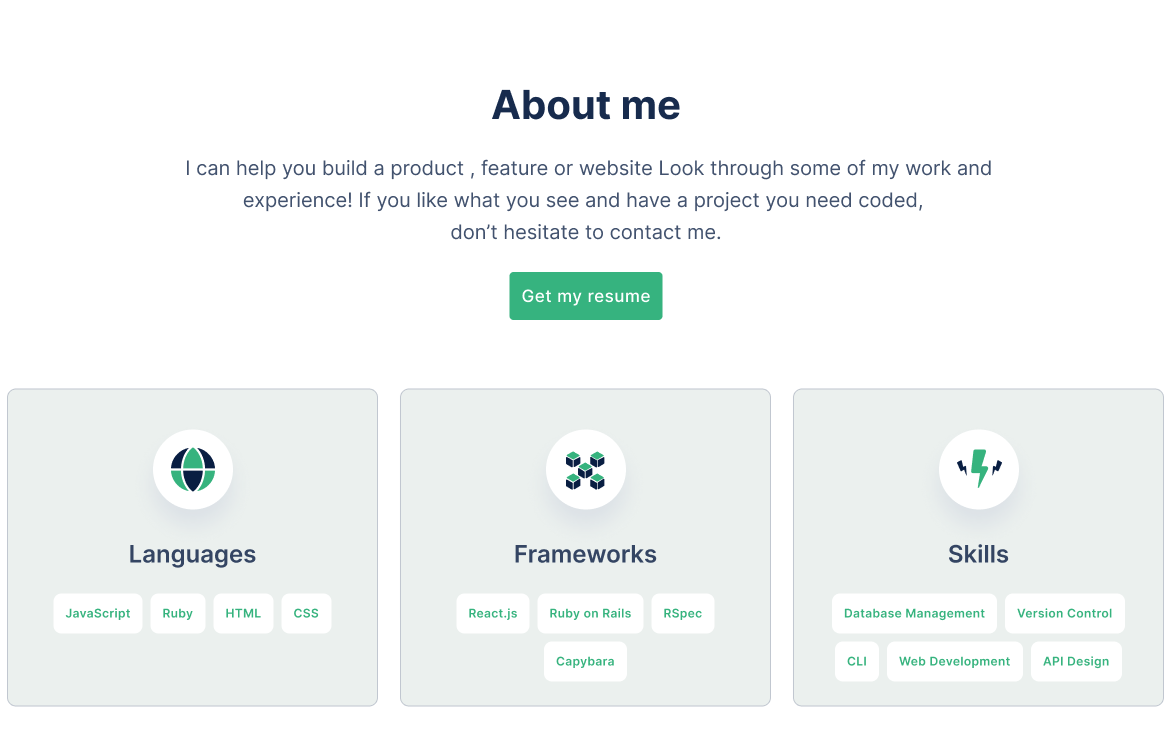 About me
I can help you build a product , feature or website Look through some of my work and
experience! If you like what you see and have a project you need coded,
don’t hesitate to contact me.
Get my resume
Languages
JavaScript Ruby HTML CSS
Frameworks
React.js Ruby on Rails RSpec
Capybara
Skills
Database Management Version Control
CLI Web Development API Design